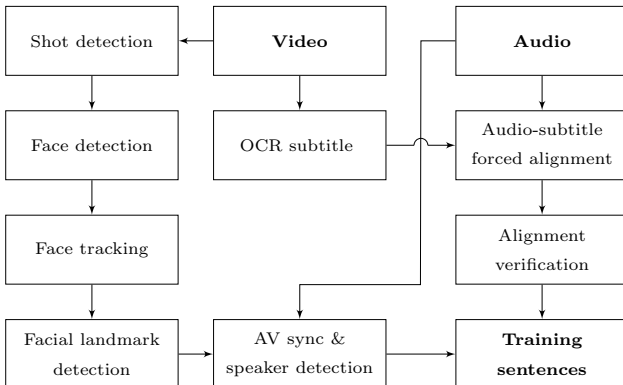 Shot detection
Video
Audio
Face detection
OCR subtitle
Audio-subtitle
forced alignment
Face tracking
Alignment
verification
Facial landmark
detection
AV sync &
speaker detection
Training
sentences